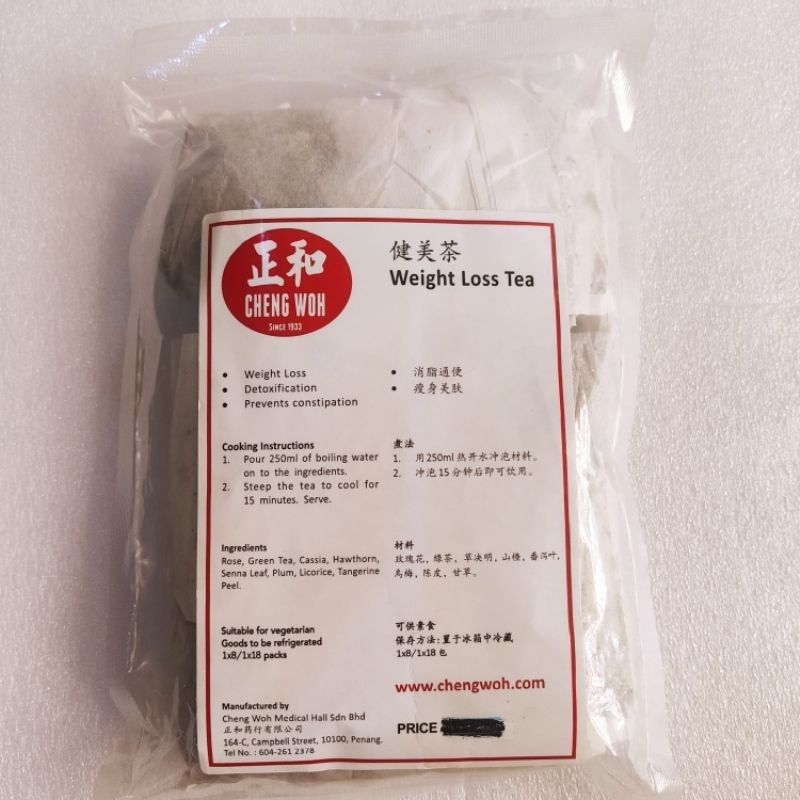 正和
CHENG WOH
SINCE 1933
健美茶
Weight Loss Tea
• Weight Loss
• Detoxification
• Prevents constipation
• 消脂通便
• 瘦身美肤
Cooking Instructions
1. Pour 250ml of boiling water
on to the ingredients.
2. Steep the tea to cool for
15 minutes. Serve.
煮法
1. 用250ml热开水冲泡材料。
2. 冲泡15分钟后即可饮用。
Ingredients
Rose, Green Tea, Cassia, Hawthorn,
Senna Leaf, Plum, Licorice, Tangerine
Peel.
材料
玫瑰花, 绿茶, 草决明, 山楂, 番泻叶,
乌梅, 陈皮, 甘草。
Suitable for vegetarian
Goods to be refrigerated
1x8/1x18 packs
可供素食
保存方法:置于冰箱中冷藏
1x8/1x18 包
www.chengwoh.com
Manufactured by
Cheng Woh Medical Hall Sdn Bhd
正和药行有限公司
164-C, Campbell Street, 10100, Penang.
Tel No. : 604-261 2378
PRICE